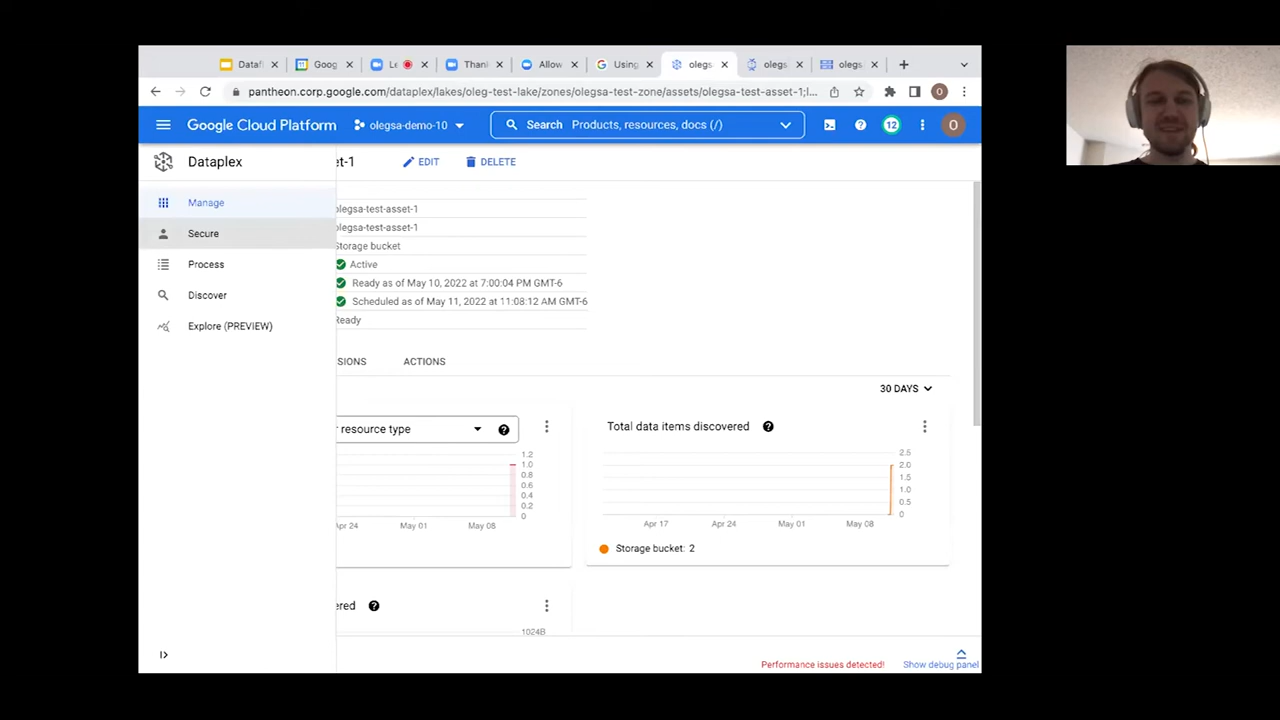 Datafl
Goog
Le
Than
Allow
Using
olegs
olegs
olegs
pantheon.corp.google.com/dataplex/lakes/oleg-test-lake/zones/olegsa-test-zone/assets/olegsa-test-asset-1;l...
O
Google Cloud Platform
olegsa-demo-10
Search Products, resources, docs (/)
12
O
Dataplex
et-1
EDIT
DELETE
Manage
Secure
Process
Discover
Explore (PREVIEW)
olegsa-test-asset-1
olegsa-test-asset-1
Storage bucket
Active
Ready as of May 10, 2022 at 7:00:04 PM GMT-6
Scheduled as of May 11, 2022 at 11:08:12 AM GMT-6
Ready
SIONS
ACTIONS
30 DAYS
r resource type
1.2
1.0
0.8
0.6
0.4
0.2
0
Apr 24
May 01
May 08
Total data items discovered
2.5
2.0
1.5
1.0
0.5
0
Apr 17
Apr 24
May 01
May 08
Storage bucket: 2
ered
1024B
Performance issues detected!
Show debug panel